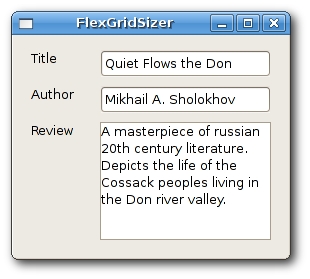 FlexGridSizer
Title
Quiet Flows the Don
Author
Mikhail A. Sholokhov
Review
A masterpiece of russian
20th century literature.
Depicts the life of the
Cossack peoples living in
the Don river valley.